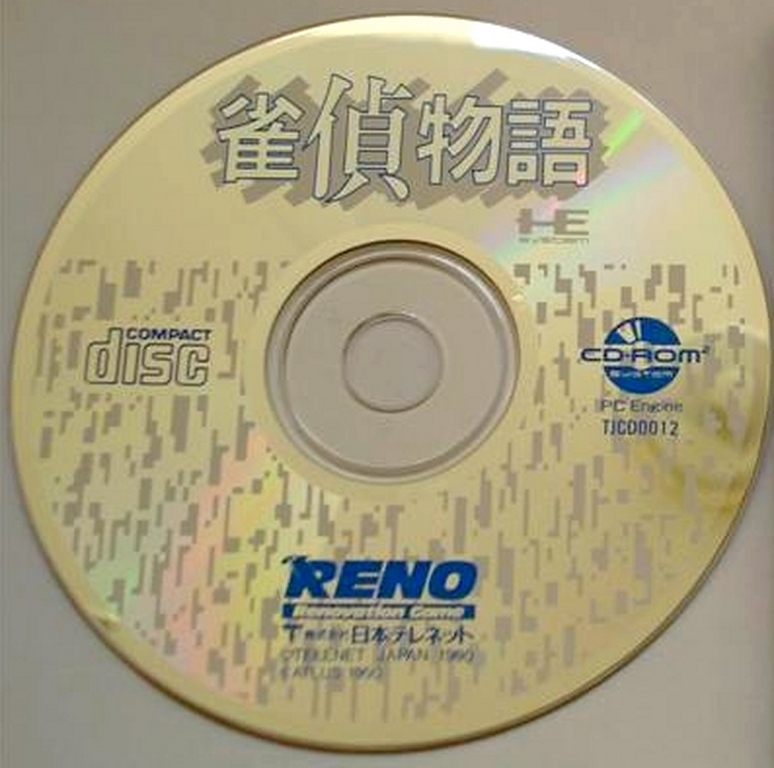 雀偵物語
HE
SYSTEM
COMPACT
disc
CD-ROM²
SYSTEM
PC Engine
TJCD0012
RENO
Renovation Game
株式会社 日本テレネット
©TELENET JAPAN 1990
©ATLUS 1990